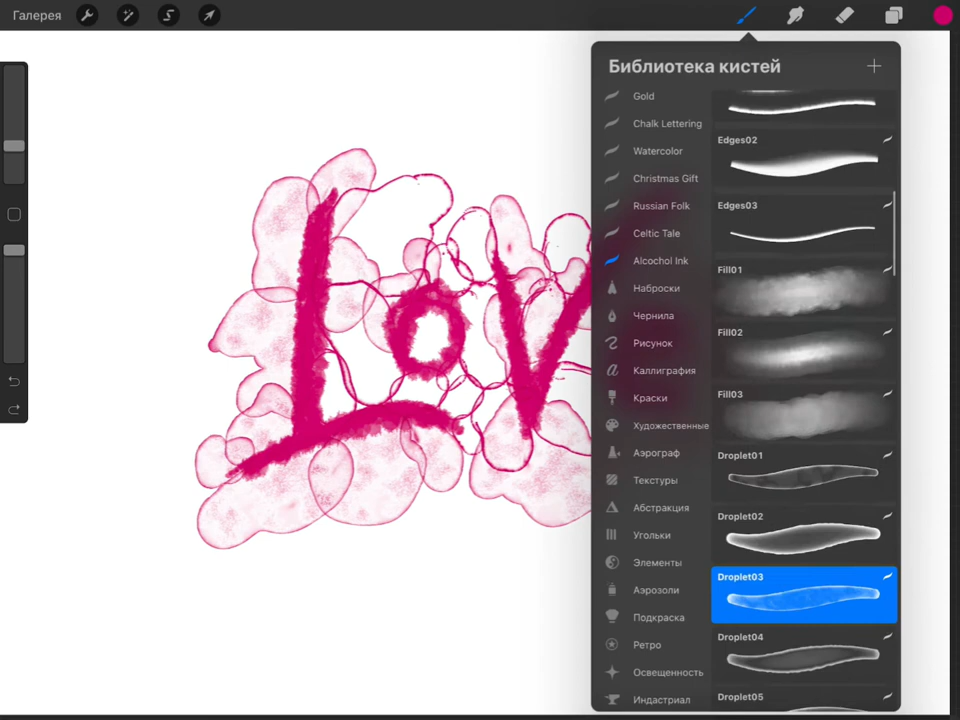 Галерея
Библиотека кистей
Gold
Chalk Lettering
Watercolor
Christmas Gift
Russian Folk
Celtic Tale
Alcochol Ink
Наброски
Чернила
Рисунок
Каллиграфия
Краски
Художественные
Аэрограф
Текстуры
Абстракция
Угольки
Элементы
Аэрозоли
Подкраска
Ретро
Освещенность
Индастриал
Edges02
Edges03
Fill01
Fill02
Fill03
Droplet01
Droplet02
Droplet03
Droplet04
Droplet05
LoV